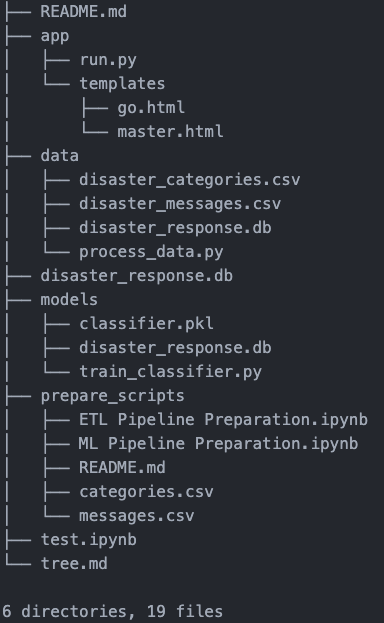 ├── README.md
├── app
│   ├── run.py
│   └── templates
│       ├── go.html
│       └── master.html
├── data
│   ├── disaster_categories.csv
│   ├── disaster_messages.csv
│   ├── disaster_response.db
│   └── process_data.py
├── disaster_response.db
├── models
│   ├── classifier.pkl
│   ├── disaster_response.db
│   └── train_classifier.py
├── prepare_scripts
│   ├── ETL Pipeline Preparation.ipynb
│   ├── ML Pipeline Preparation.ipynb
│   ├── README.md
│   ├── categories.csv
│   └── messages.csv
├── test.ipynb
└── tree.md
6 directories, 19 files